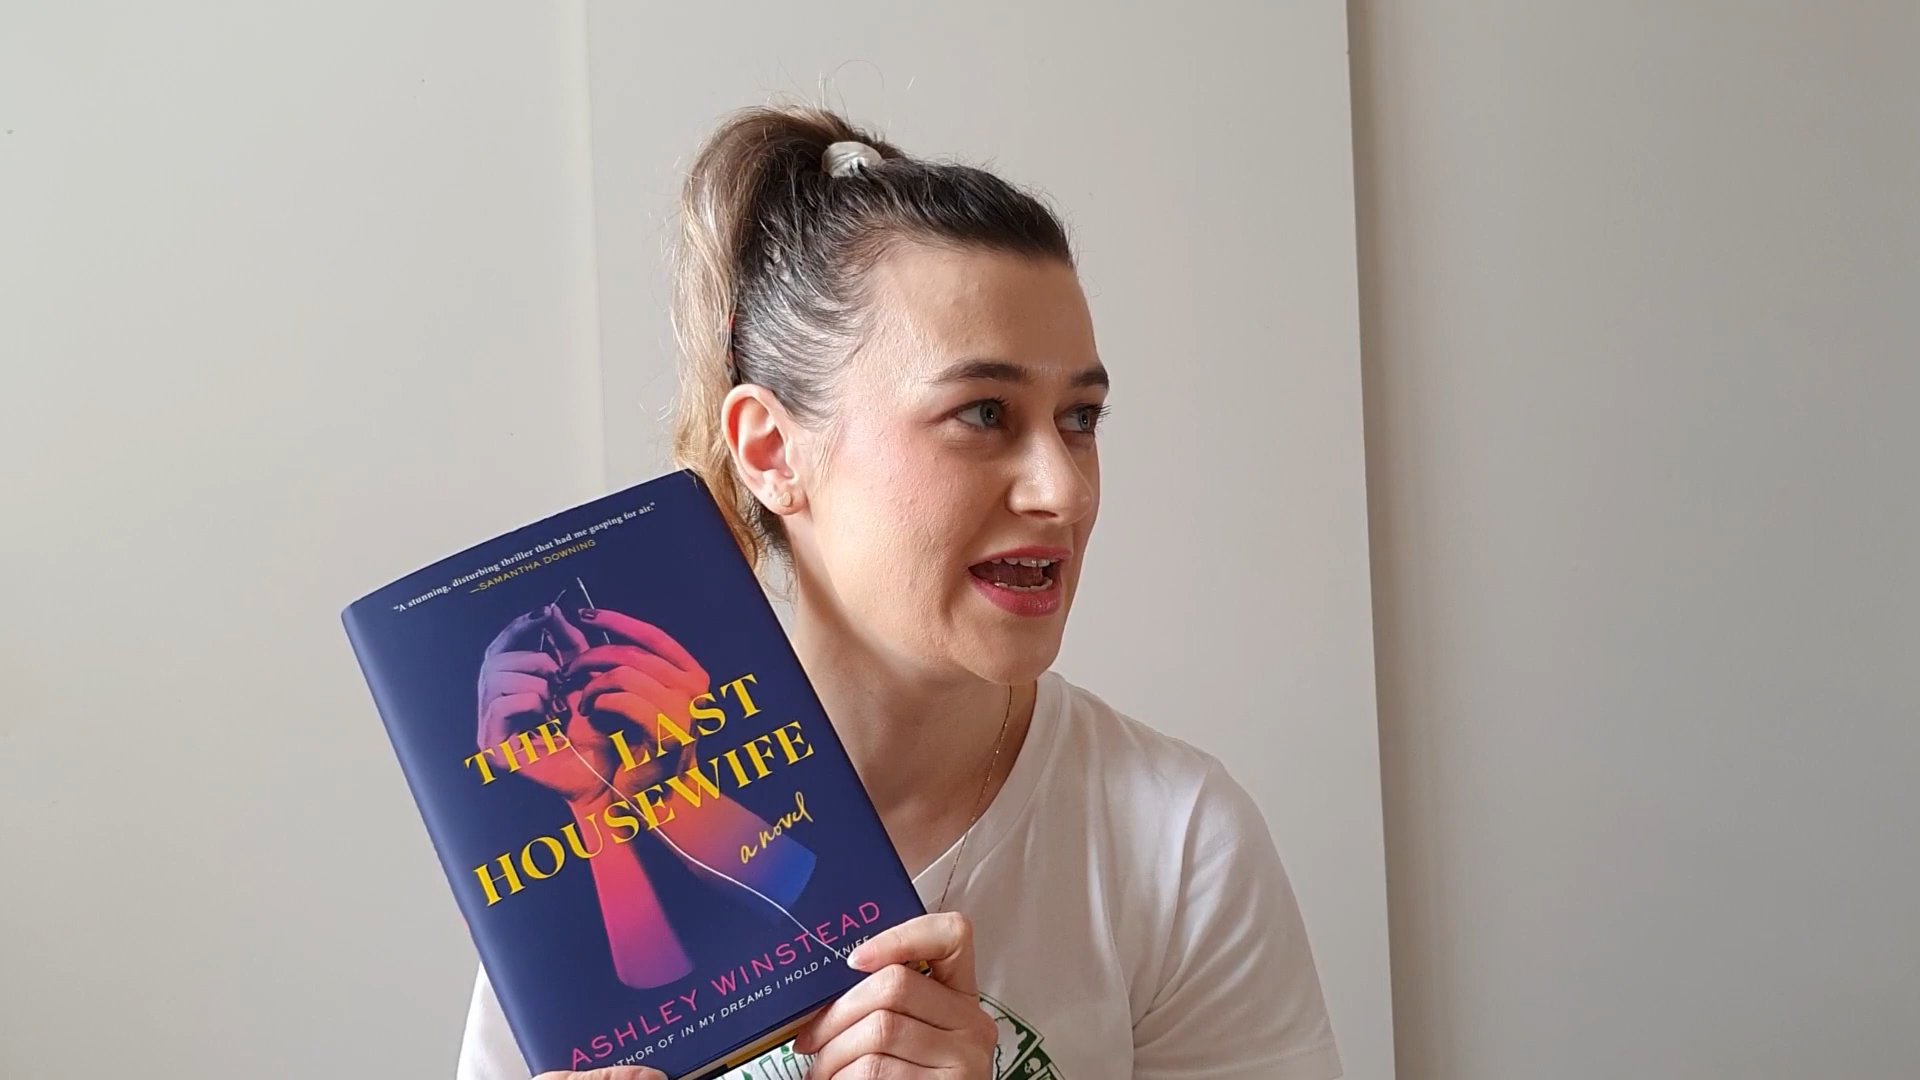 "A stunning, disturbing thriller that had me gasping for air."
—SAMANTHA DOWNING
THE LAST
HOUSEWIFE
a novel
ASHLEY WINSTEAD
THOR OF IN MY DREAMS I HOLD A KNIFE